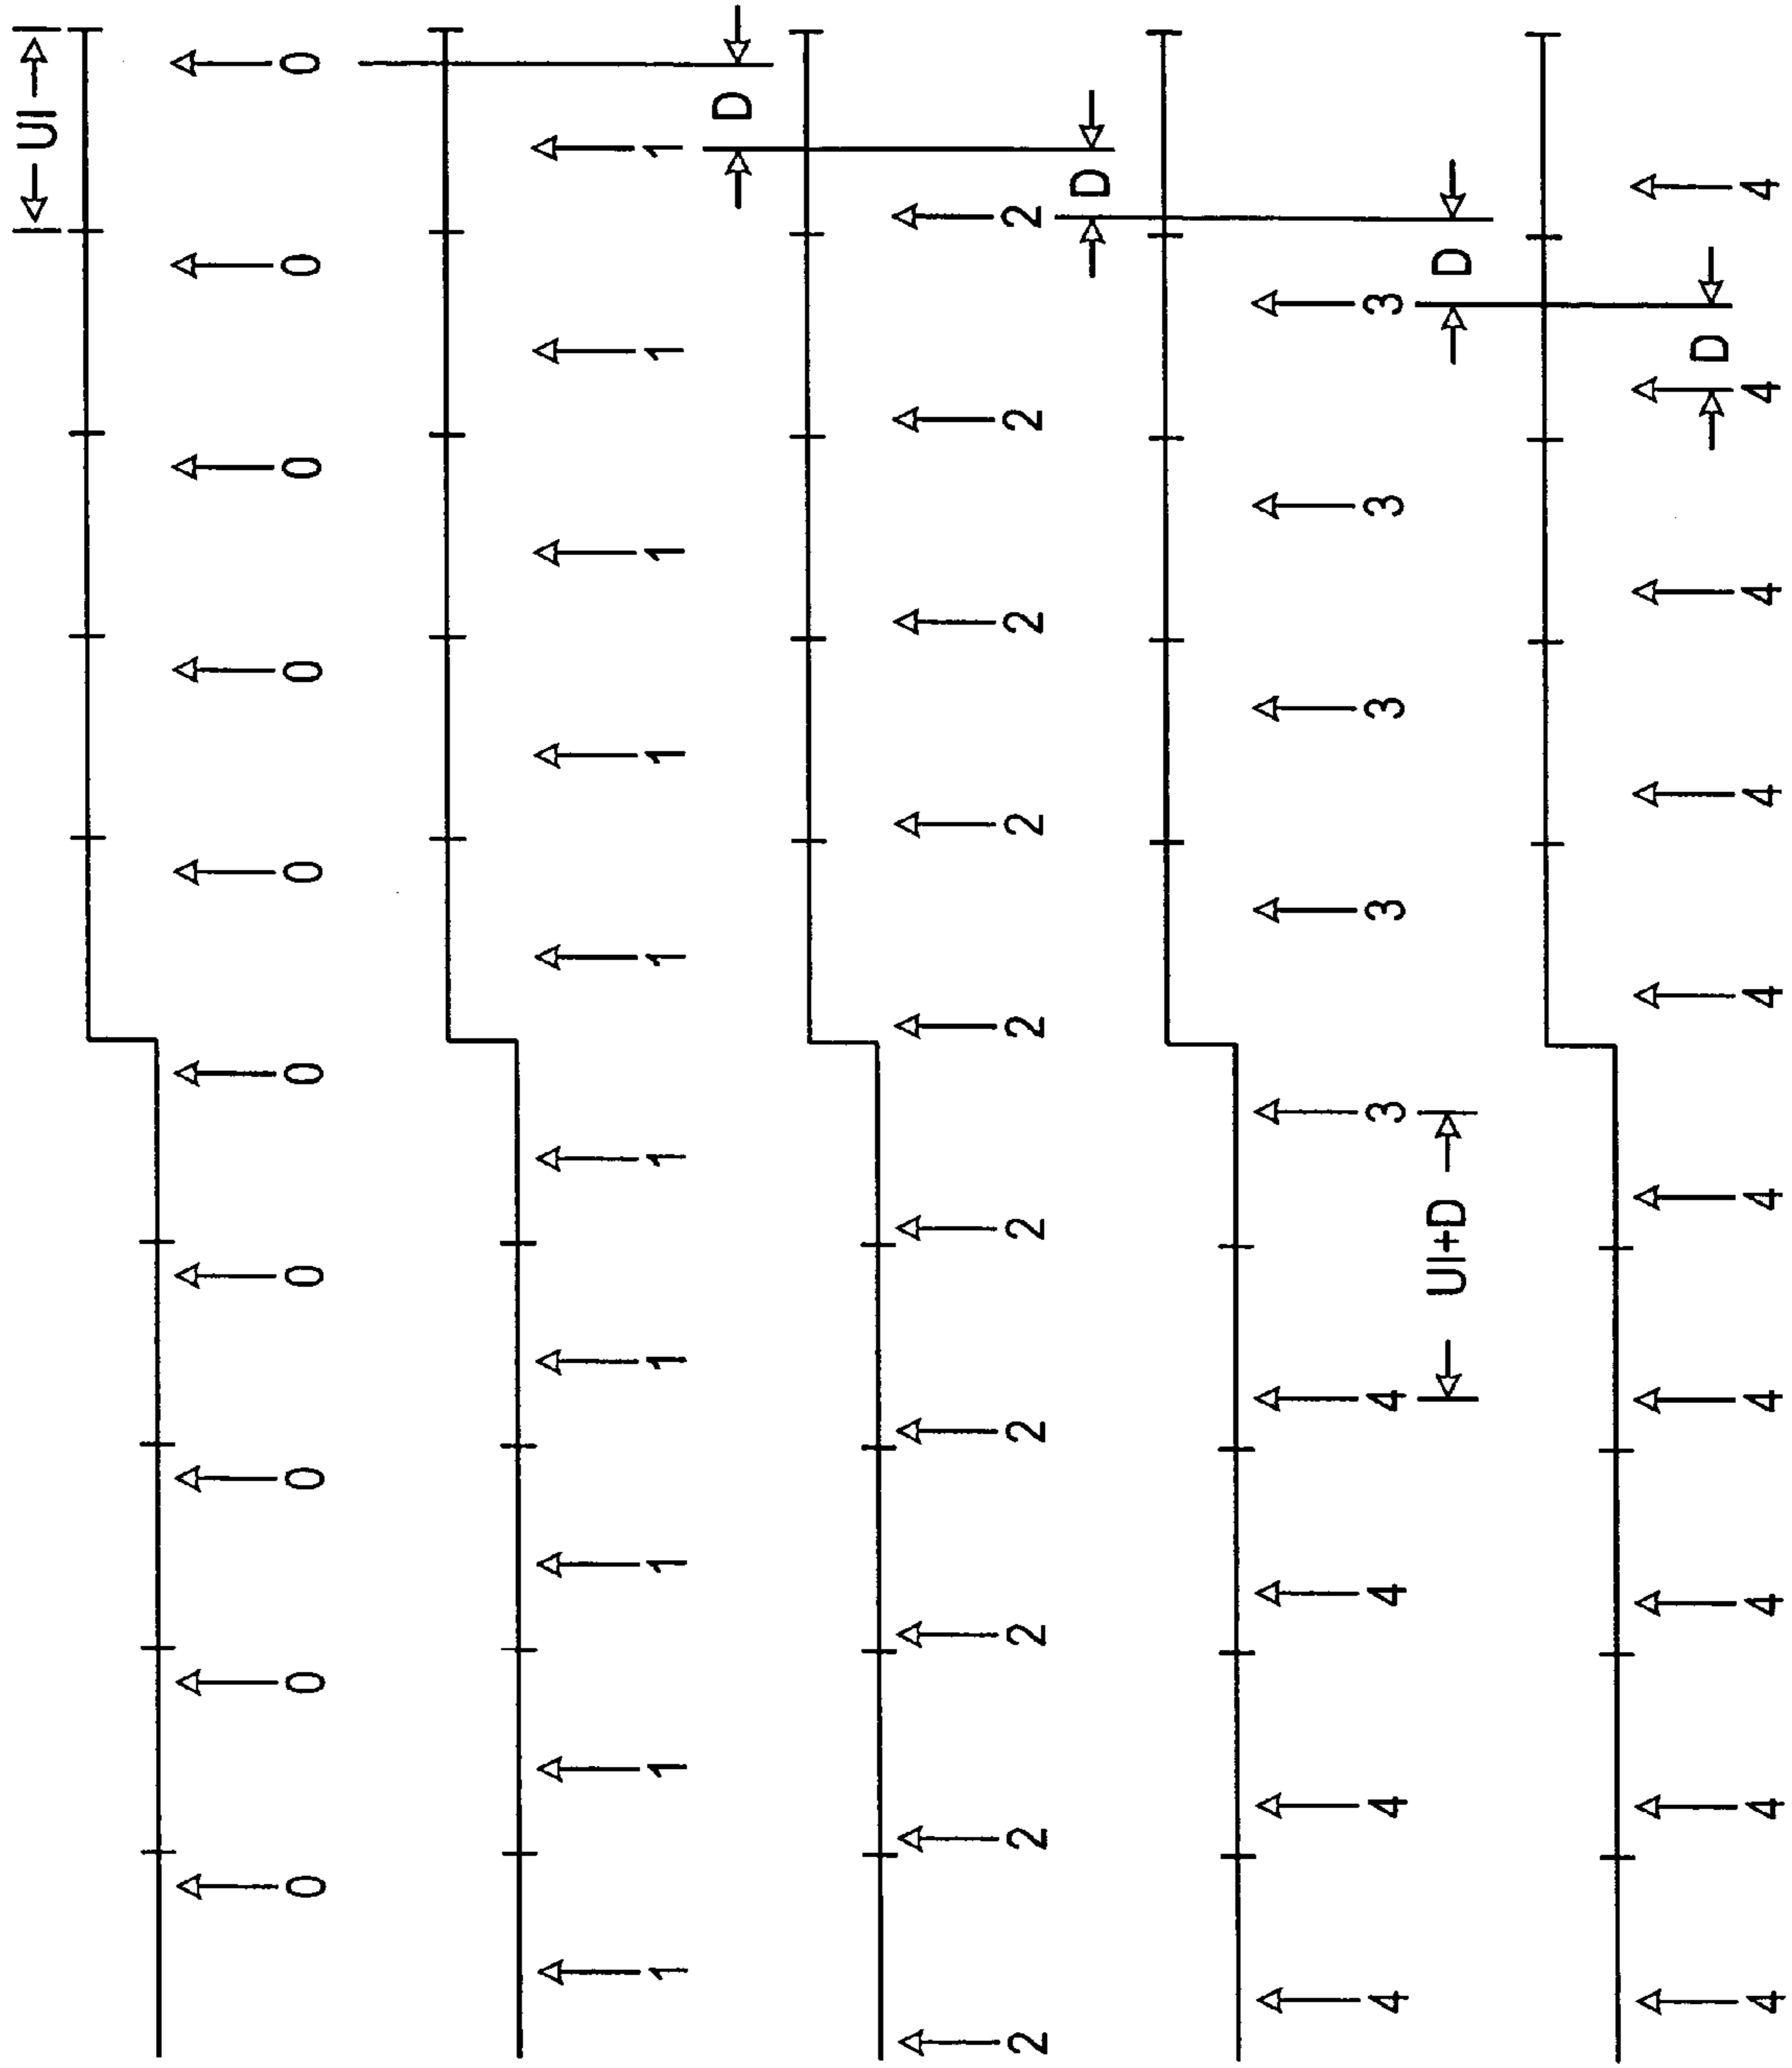 UI
0 0 0 0 0 0 0 0 0 0
1 1 1 1 1 1 1 1 1 1
D
2 2 2 2 2 2 2 2 2 2
D
4 4 4 4 3 3 3 3 3
UI+D D
D
4 4 4 4 4 4 4 4 4 4